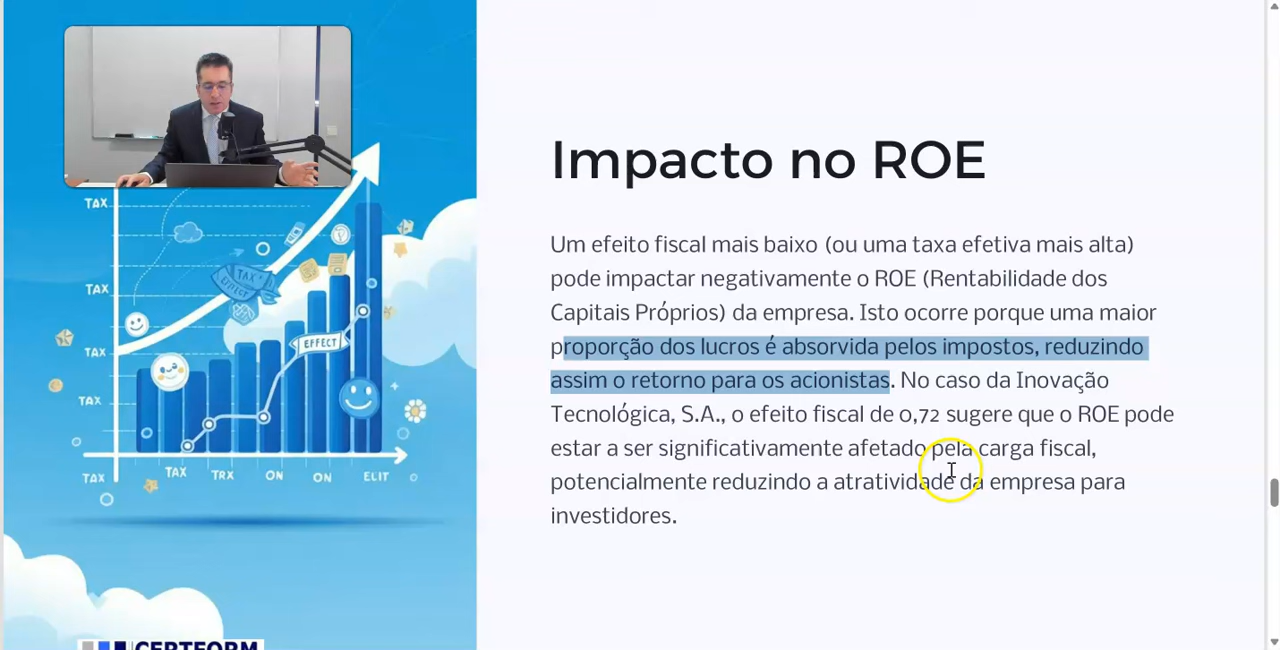 Impacto no ROE
Um efeito fiscal mais baixo (ou uma taxa efetiva mais alta)
pode impactar negativamente o ROE (Rentabilidade dos
Capitais Próprios) da empresa. Isto ocorre porque uma maior
proporção dos lucros é absorvida pelos impostos, reduzindo
assim o retorno para os acionistas. No caso da Inovação
Tecnológica, S.A., o efeito fiscal de 0,72 sugere que o ROE pode
estar a ser significativamente afetado pela carga fiscal,
potencialmente reduzindo a atratividade da empresa para
investidores.
TAX
TAX
TAX
TAX
TAX
TAX
EFFECT
TAX
TRX
ON
ON
ELIT
CERTFORM